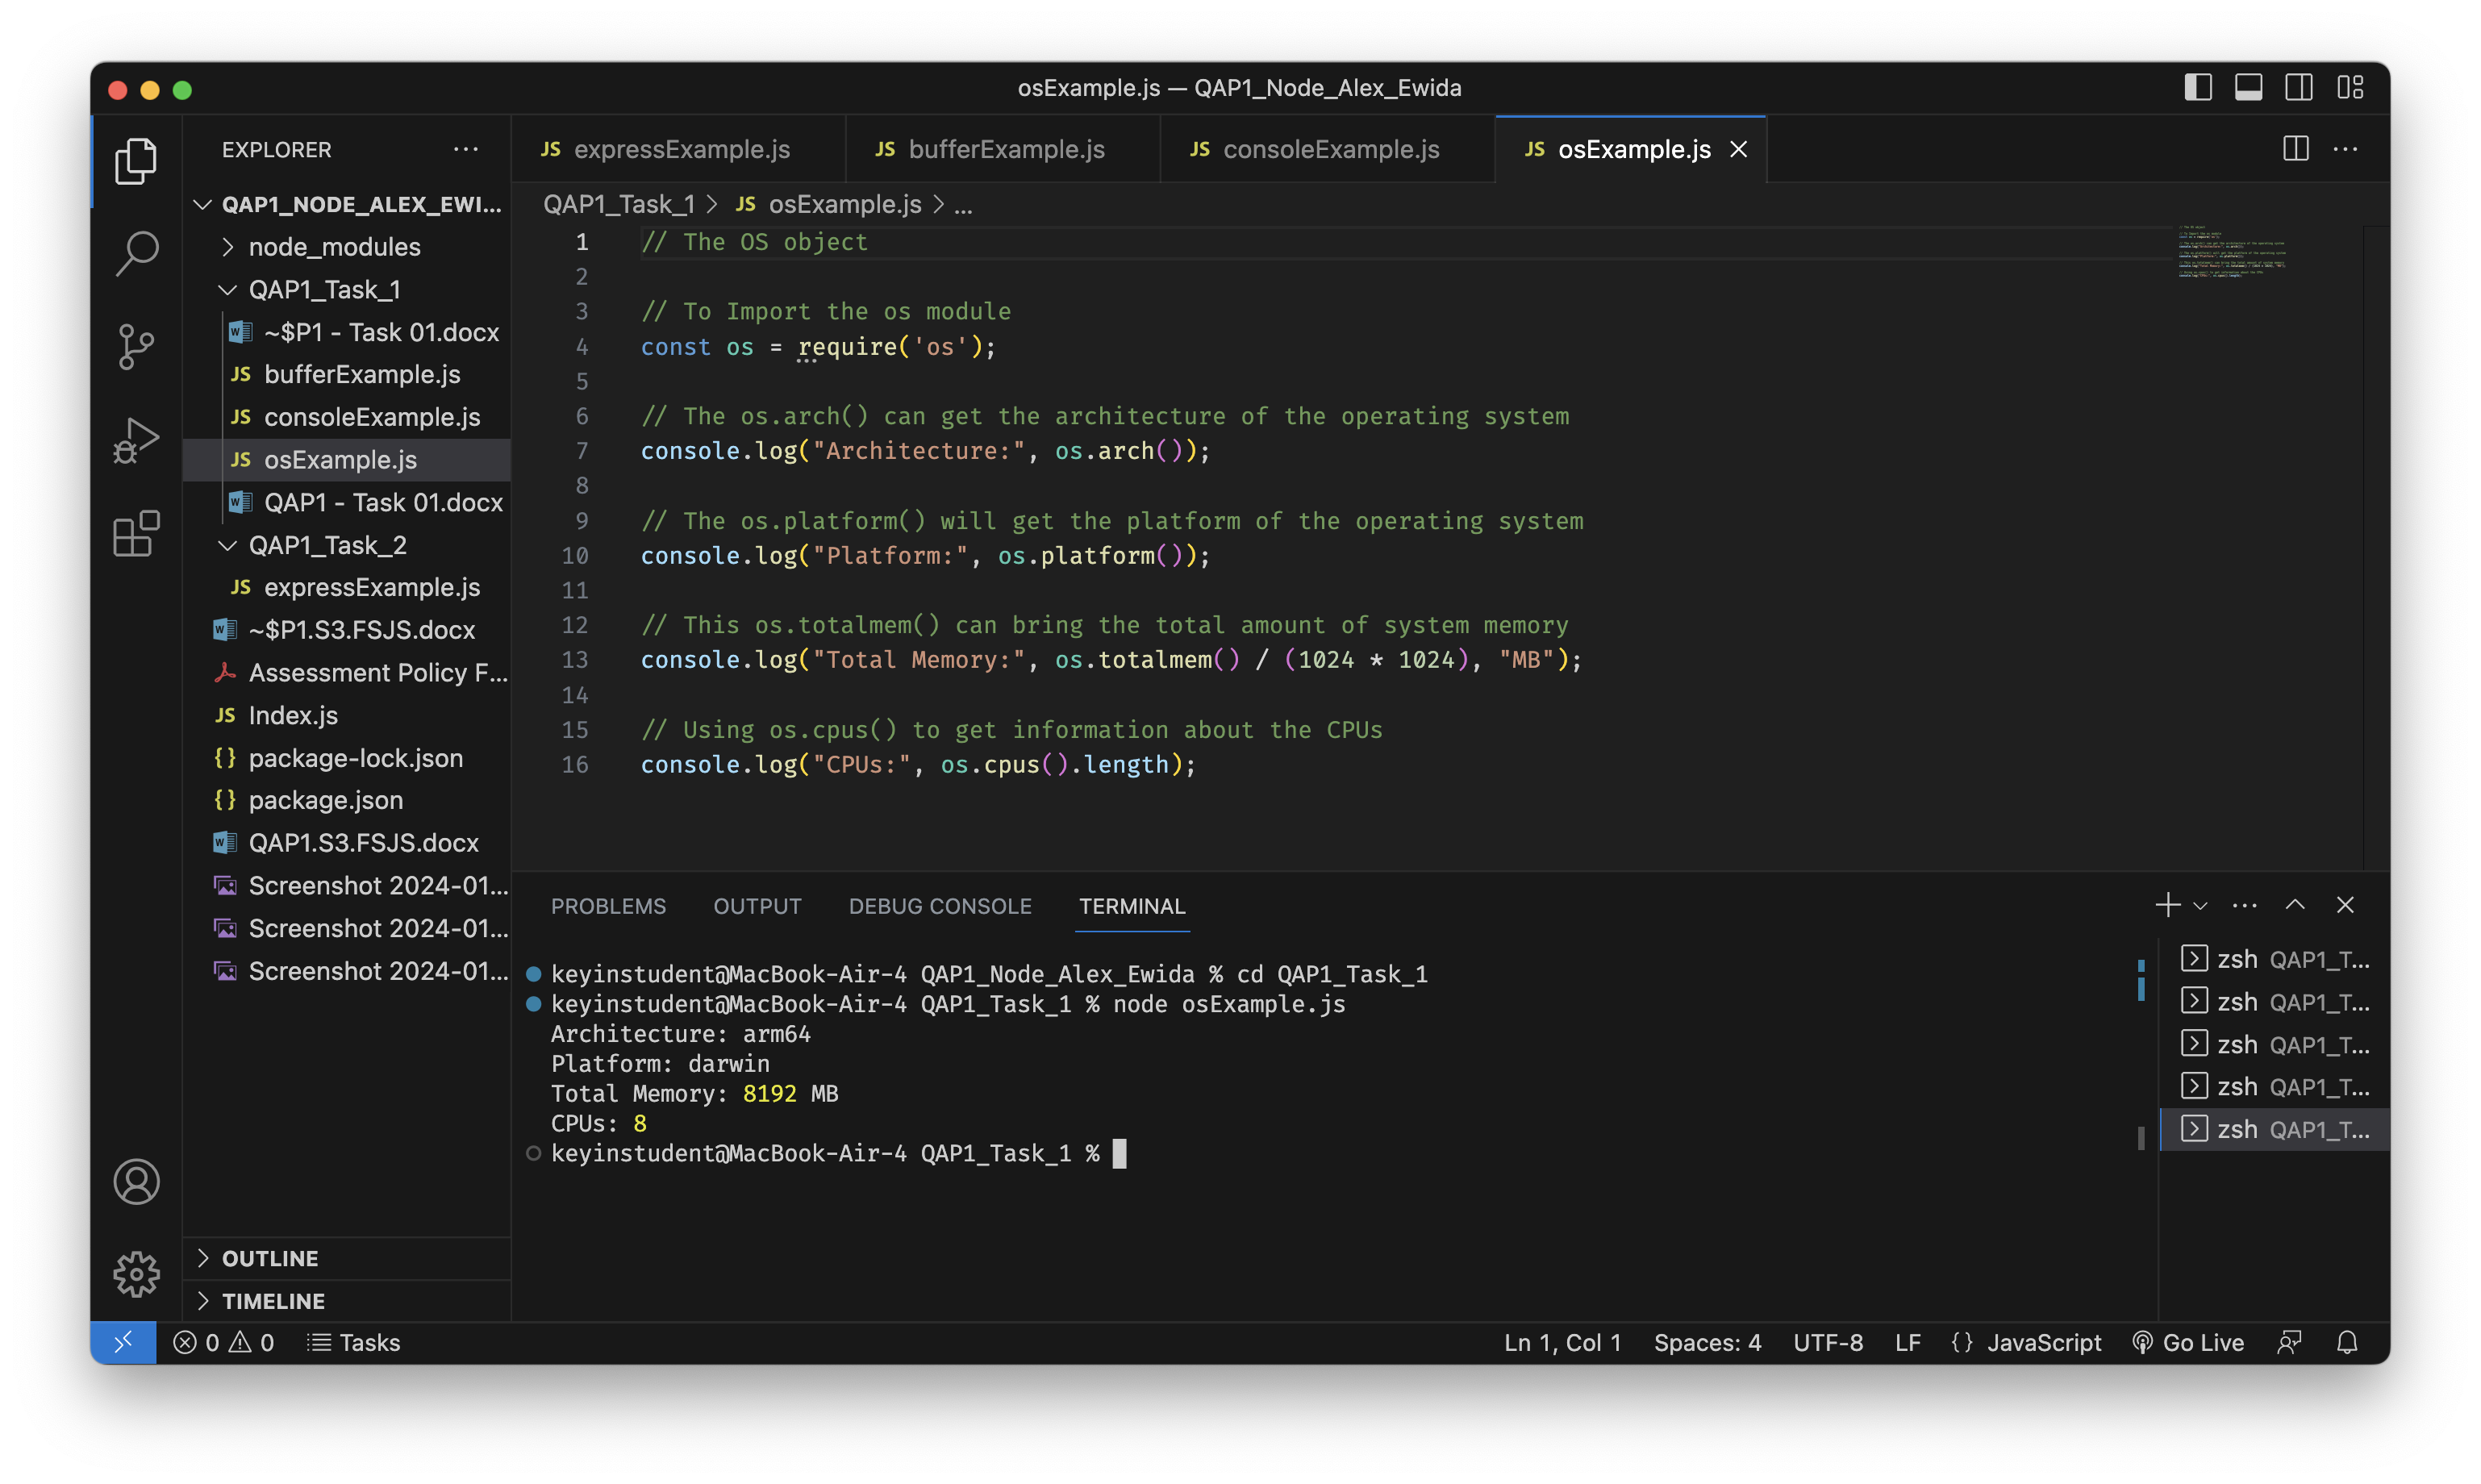 osExample.js — QAP1_Node_Alex_Ewida
EXPLORER
QAP1_NODE_ALEX_EWI...
node_modules
QAP1_Task_1
~$P1 - Task 01.docx
JS bufferExample.js
JS consoleExample.js
JS osExample.js
QAP1 - Task 01.docx
QAP1_Task_2
JS expressExample.js
~$P1.S3.FSJS.docx
Assessment Policy F...
JS Index.js
{} package-lock.json
{} package.json
QAP1.S3.FSJS.docx
Screenshot 2024-01...
Screenshot 2024-01...
Screenshot 2024-01...
OUTLINE
TIMELINE
JS expressExample.js
JS bufferExample.js
JS consoleExample.js
JS osExample.js
QAP1_Task_1 > JS osExample.js > ...
1 // The OS object
2
3 // To Import the os module
4 const os = require('os');
5
6 // The os.arch() can get the architecture of the operating system
7 console.log("Architecture:", os.arch());
8
9 // The os.platform() will get the platform of the operating system
10 console.log("Platform:", os.platform());
11
12 // This os.totalmem() can bring the total amount of system memory
13 console.log("Total Memory:", os.totalmem() / (1024 * 1024), "MB");
14
15 // Using os.cpus() to get information about the CPUs
16 console.log("CPUs:", os.cpus().length);
PROBLEMS OUTPUT DEBUG CONSOLE TERMINAL
keyinstudent@MacBook-Air-4 QAP1_Node_Alex_Ewida % cd QAP1_Task_1
keyinstudent@MacBook-Air-4 QAP1_Task_1 % node osExample.js
Architecture: arm64
Platform: darwin
Total Memory: 8192 MB
CPUs: 8
keyinstudent@MacBook-Air-4 QAP1_Task_1 %
zsh QAP1_T...
zsh QAP1_T...
zsh QAP1_T...
zsh QAP1_T...
zsh QAP1_T...
0 0 Tasks
Ln 1, Col 1 Spaces: 4 UTF-8 LF {} JavaScript Go Live